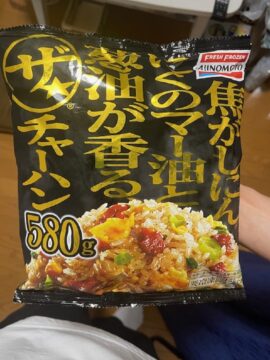 FRESH FROZEN
AJINOMOTO
焦がしにん
にくのマー油と
葱油が香る
ザ
チャーハン
580g